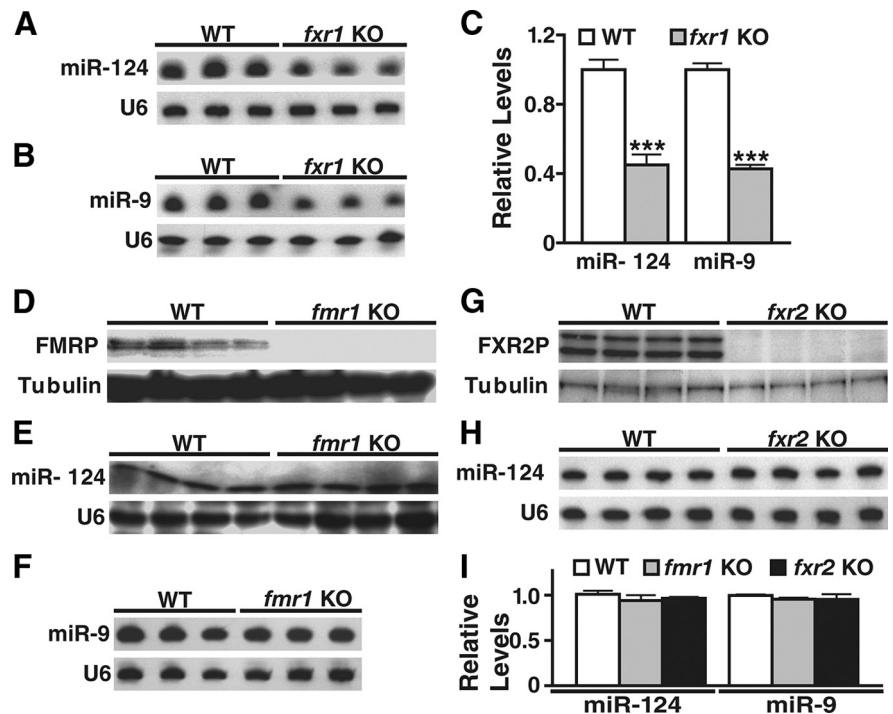 A
WT fxr1 KO
miR-124
U6
B
WT fxr1 KO
miR-9
U6
C
WT fxr1 KO
Relative Levels
1.2
0.8
0.4
0
***
***
miR- 124 miR-9
D
WT fmr1 KO
FMRP
Tubulin
E
WT fmr1 KO
miR- 124
U6
F
WT fmr1 KO
miR-9
U6
G
WT fxr2 KO
FXR2P
Tubulin
H
WT fxr2 KO
miR-124
U6
I
WT fmr1 KO fxr2 KO
Relative
Levels
1.0
0.5
0
miR-124 miR-9